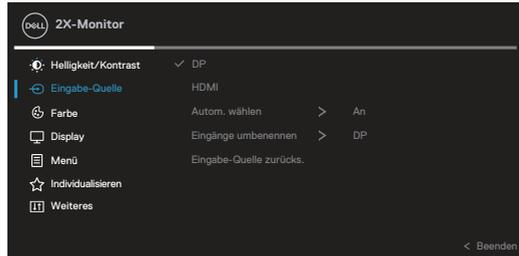 DELL 2X-Monitor
Helligkeit/Kontrast ✓ DP
Eingabe-Quelle HDMI
Farbe Autom. wählen > An
Display Eingänge umbenennen > DP
Menü Eingabe-Quelle zurücks.
Individualisieren
Weiteres
< Beenden